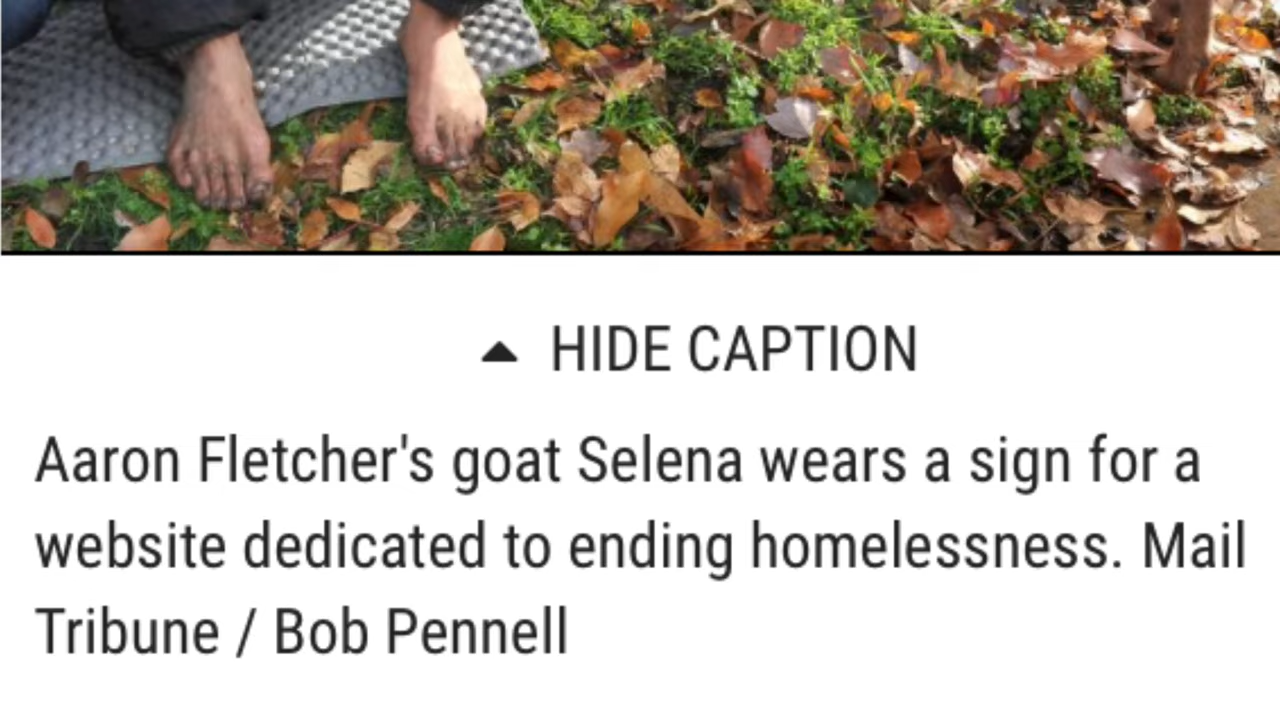 HIDE CAPTION
Aaron Fletcher's goat Selena wears a sign for a
website dedicated to ending homelessness. Mail
Tribune / Bob Pennell